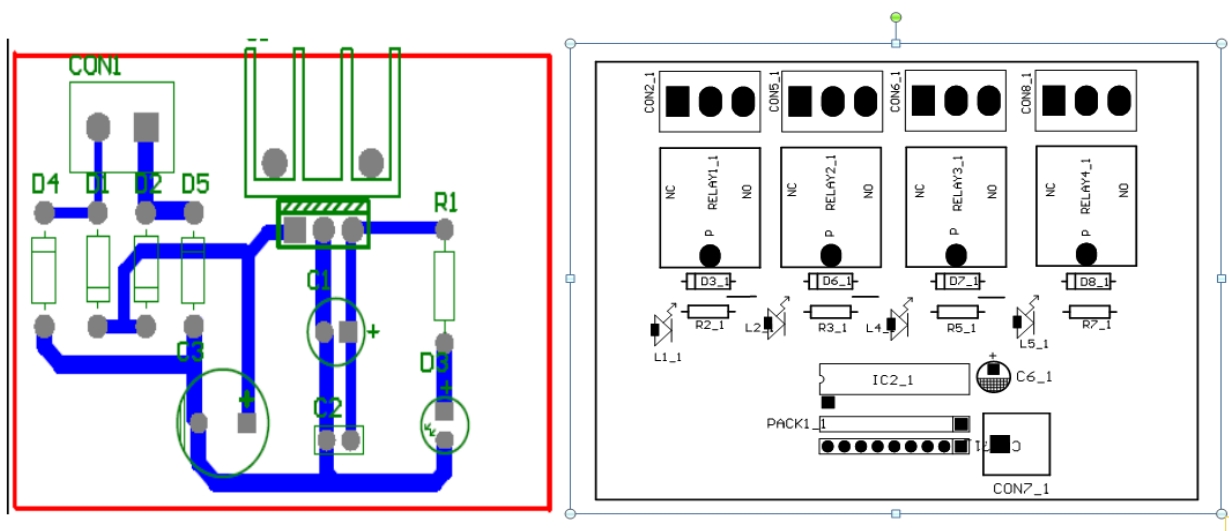 CON1
D4 D1 D2 D5
R1
C1
C3
D3
+
+
+
C2
CON2_1
CON5_1
CON6_1
CON8_1
NC RELAY1_1 NO
P
NC RELAY2_1 NO
P
NC RELAY3_1 NO
P
NC RELAY4_1 NO
P
D3_1
D6_1
D7_1
D8_1
R2_1
R3_1
R5_1
R7_1
L1_1
L2_1
L5_1
IC2_1
+
C6_1
PACK1_1
CON7_1